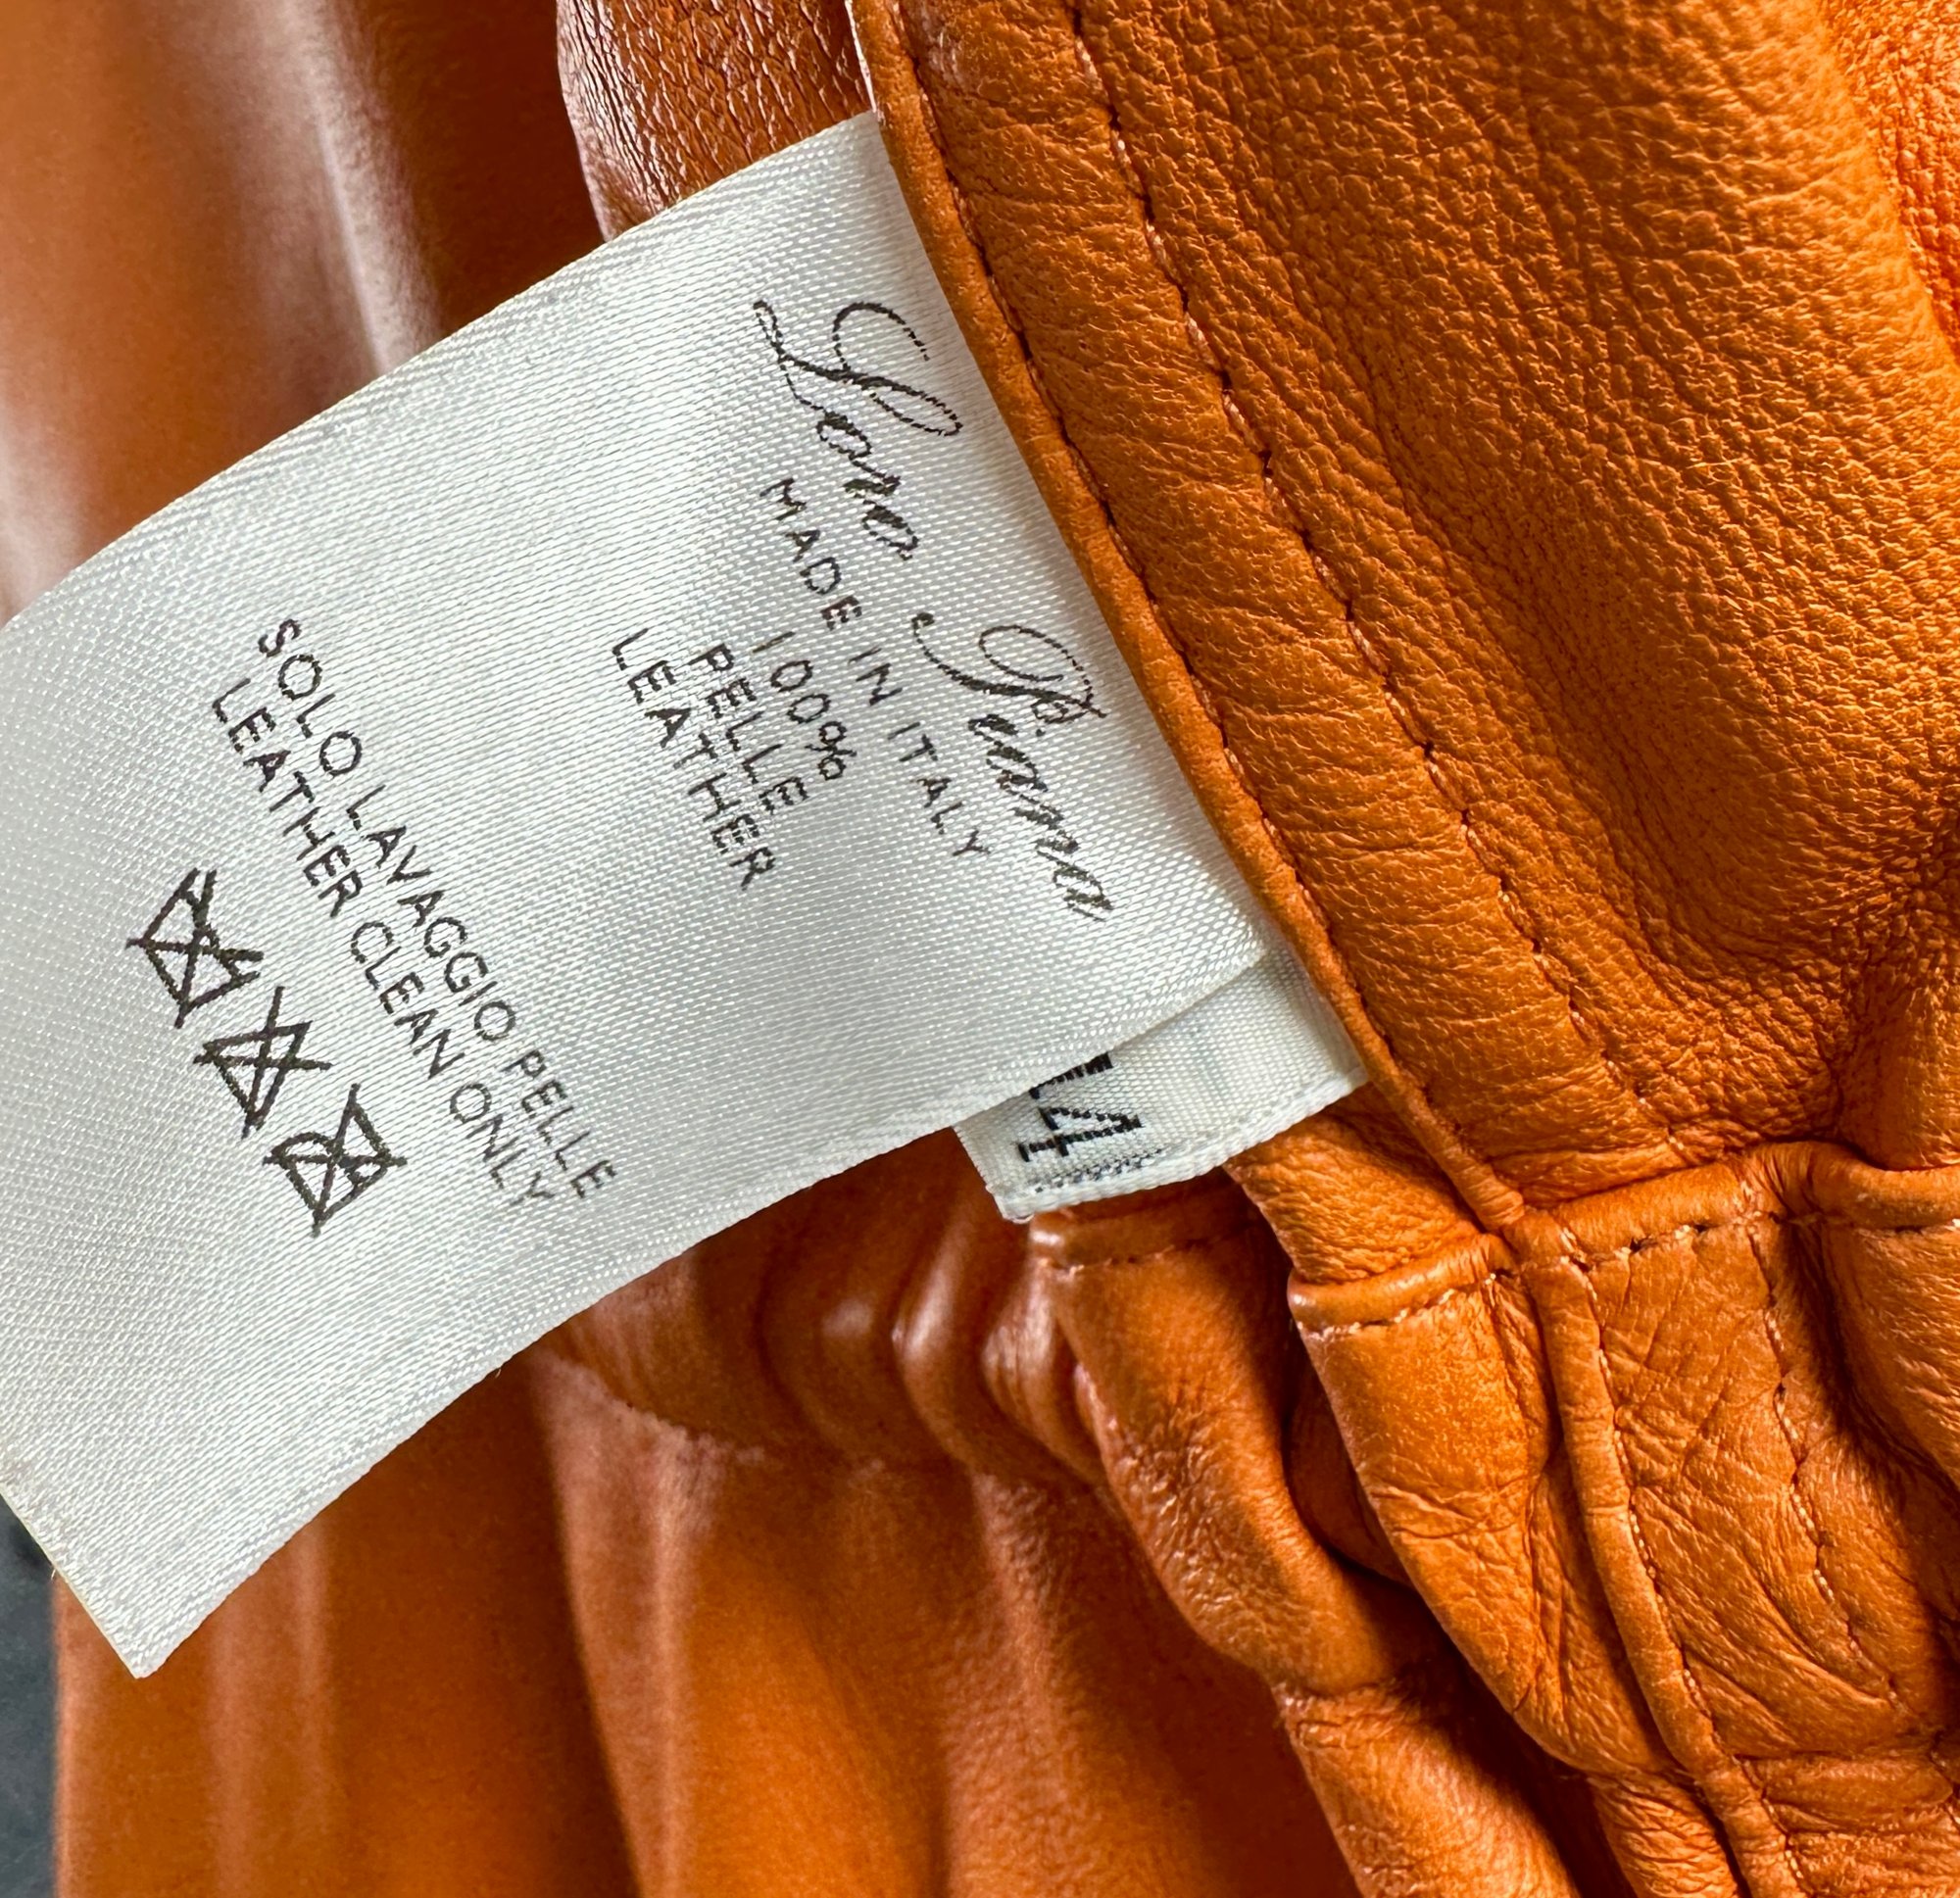 Loro Piana
MADE IN ITALY
100%
PELLE
LEATHER
SOLO LAVAGGIO PELLE
LEATHER CLEAN ONLY